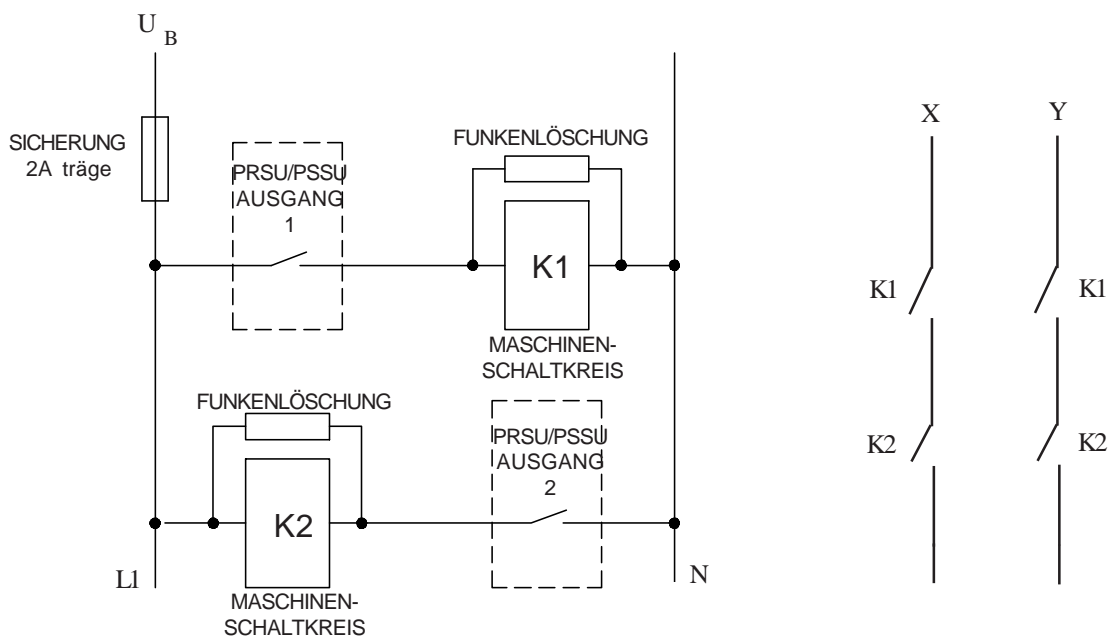 U B
SICHERUNG
2A träge
PRSU/PSSU
AUSGANG
1
FUNKENLÖSCHUNG
K1
MASCHINEN-
SCHALTKREIS
FUNKENLÖSCHUNG
K2
MASCHINEN-
SCHALTKREIS
PRSU/PSSU
AUSGANG
2
L1
N
X
Y
K1
K1
K2
K2